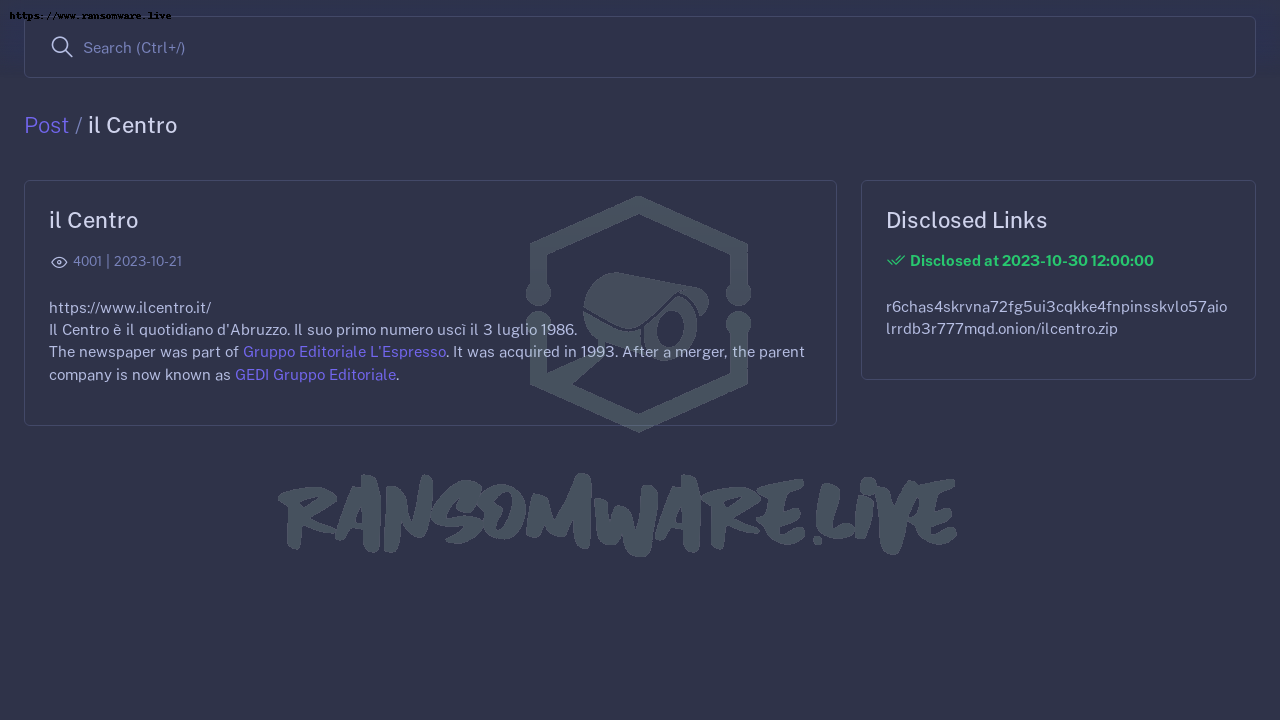 https://www.ransomware.live
Search (Ctrl+/)
Post / il Centro
il Centro
4001 | 2023-10-21
https://www.ilcentro.it/
Il Centro è il quotidiano d'Abruzzo. Il suo primo numero uscì il 3 luglio 1986.
The newspaper was part of Gruppo Editoriale L'Espresso. It was acquired in 1993. After a merger, the parent
company is now known as GEDI Gruppo Editoriale.
Disclosed Links
Disclosed at 2023-10-30 12:00:00
r6chas4skrvna72fg5ui3cqkke4fnpinsskvlo57aio
lrrdb3r777mqd.onion/ilcentro.zip
RANSOMWARE.LIVE